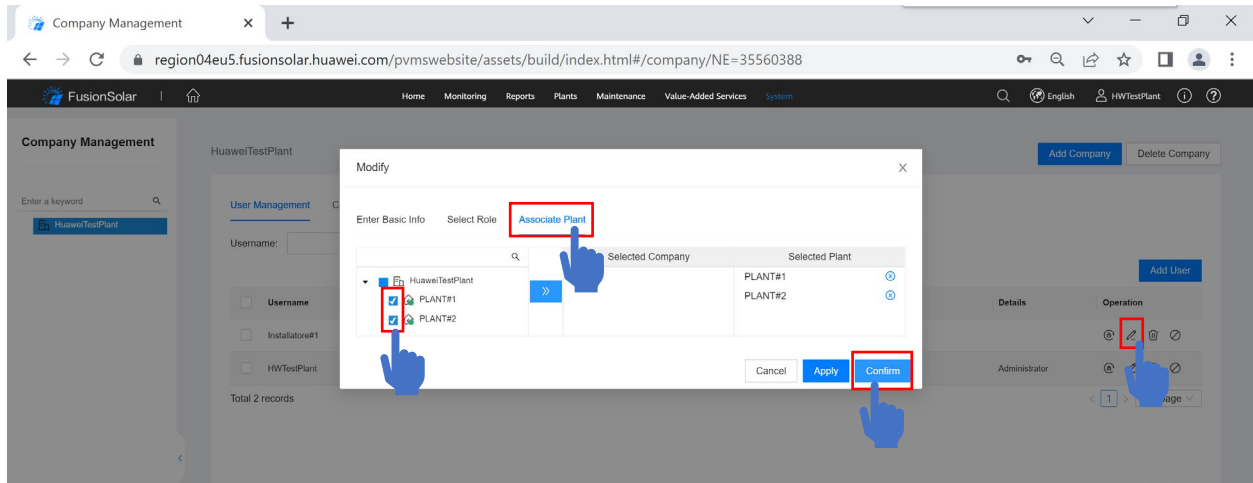 Company Management
region04eu5.fusionsolar.huawei.com/pvmswebsite/assets/build/index.html#/company/NE=35560388
FusionSolar
Home Monitoring Reports Plants Maintenance Value-Added Services System
English HWTestPlant
Company Management
HuaweiTestPlant
Add Company Delete Company
Modify
Enter a keyword
HuaweiTestPlant
User Management
Enter Basic Info Select Role Associate Plant
Username:
Selected Company Selected Plant
HuaweiTestPlant
PLANT#1
PLANT#2
PLANT#1
PLANT#2
Add User
Username Details Operation
Installatore#1
HWTestPlant Administrator
Cancel Apply Confirm
Total 2 records
1